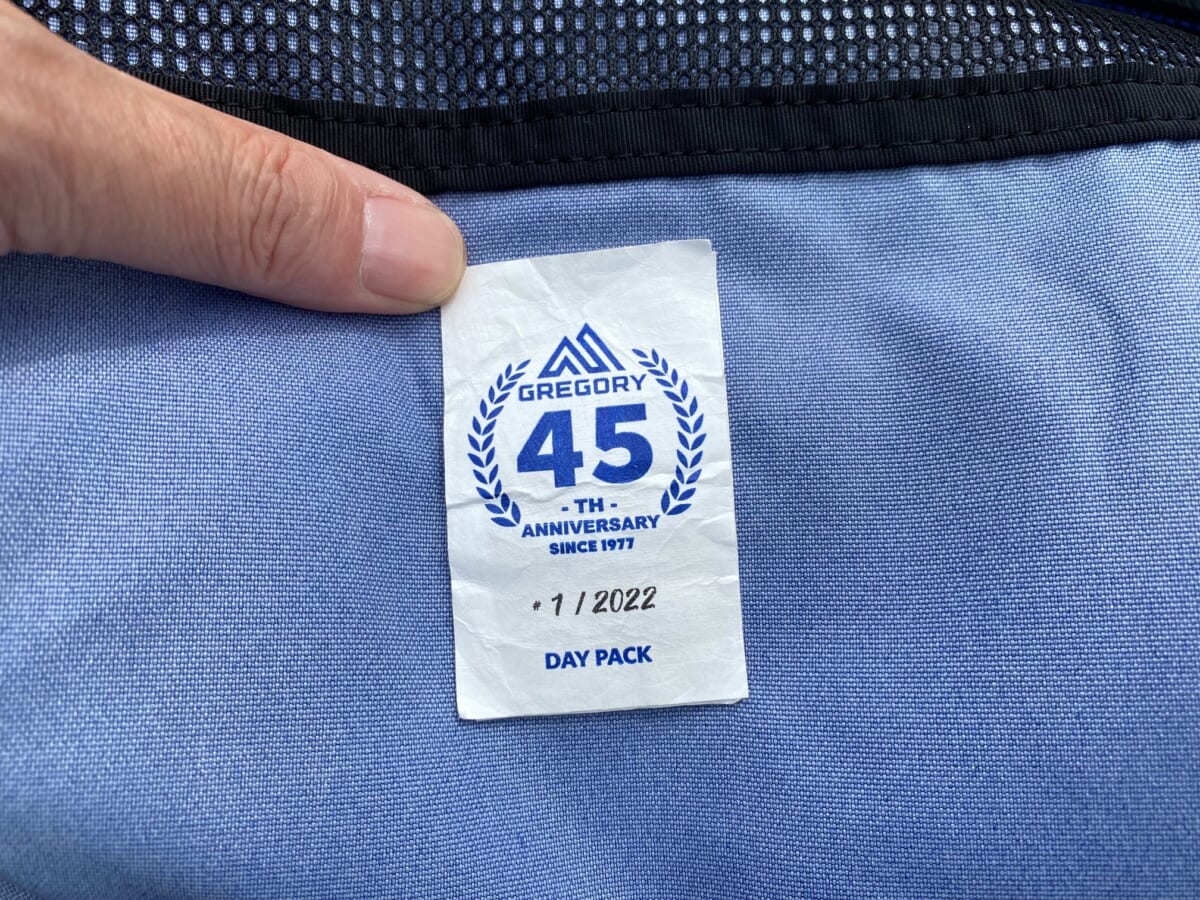 GREGORY
45
- TH -
ANNIVERSARY
SINCE 1977
# 1 / 2022
DAY PACK